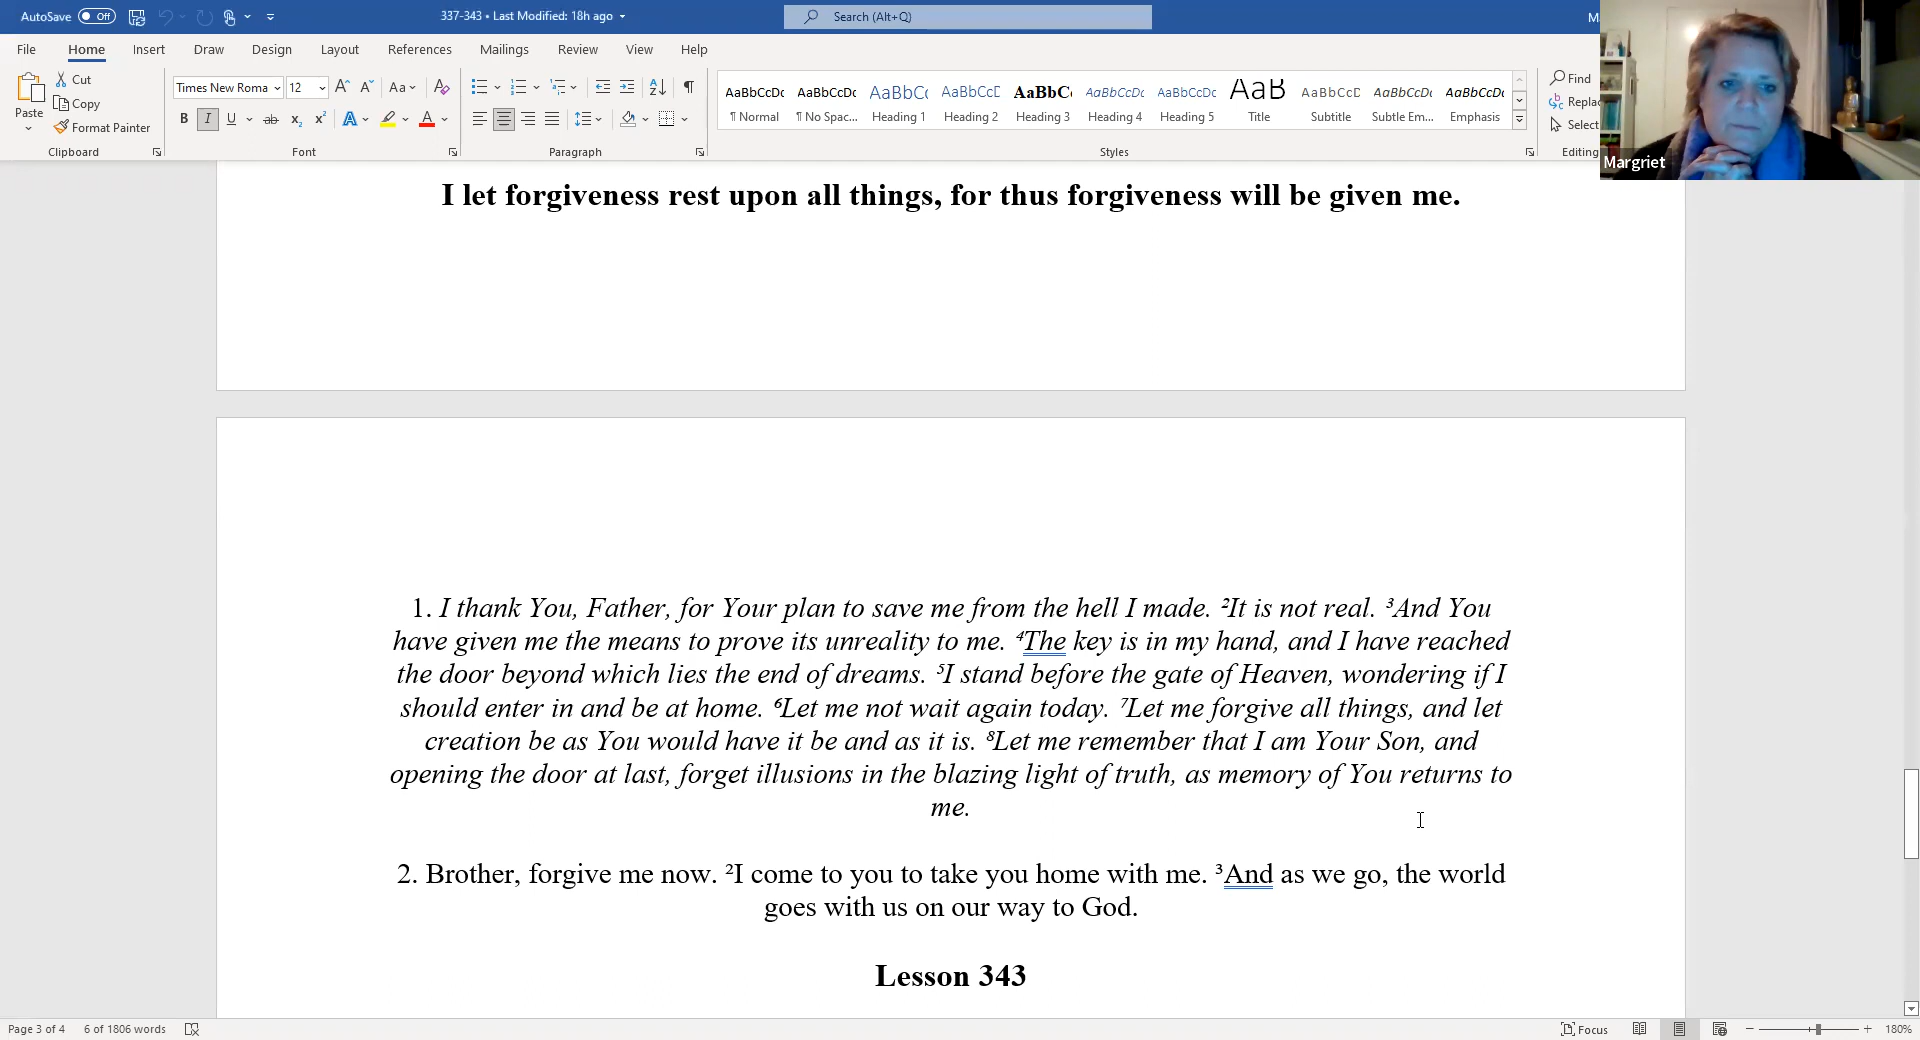 AutoSave Off 337-343 • Last Modified: 18h ago Search (Alt+Q) M
File Home Insert Draw Design Layout References Mailings Review View Help
Paste Cut Copy Format Painter
Clipboard
Times New Roma 12 Aa
B I U ab x₂ x² A A
Font
Paragraph
AaBbCcDc AaBbCcDc AaBbC( AaBbCcD AaBbC AaBbCcDc AaBbCcDc AaB AaBbCcD AaBbCcDc AaBbCcDc
¶ Normal ¶ No Spac... Heading 1 Heading 2 Heading 3 Heading 4 Heading 5 Title Subtitle Subtle Em... Emphasis
Styles
Find
Replac
Select
Editing
Margriet
I let forgiveness rest upon all things, for thus forgiveness will be given me.
1. I thank You, Father, for Your plan to save me from the hell I made. ²It is not real. ³And You
have given me the means to prove its unreality to me. ⁴The key is in my hand, and I have reached
the door beyond which lies the end of dreams. ⁵I stand before the gate of Heaven, wondering if I
should enter in and be at home. ⁶Let me not wait again today. ⁷Let me forgive all things, and let
creation be as You would have it be and as it is. ⁸Let me remember that I am Your Son, and
opening the door at last, forget illusions in the blazing light of truth, as memory of You returns to
me.
2. Brother, forgive me now. ²I come to you to take you home with me. ³And as we go, the world
goes with us on our way to God.
Lesson 343
Page 3 of 4 6 of 1806 words Focus 180%